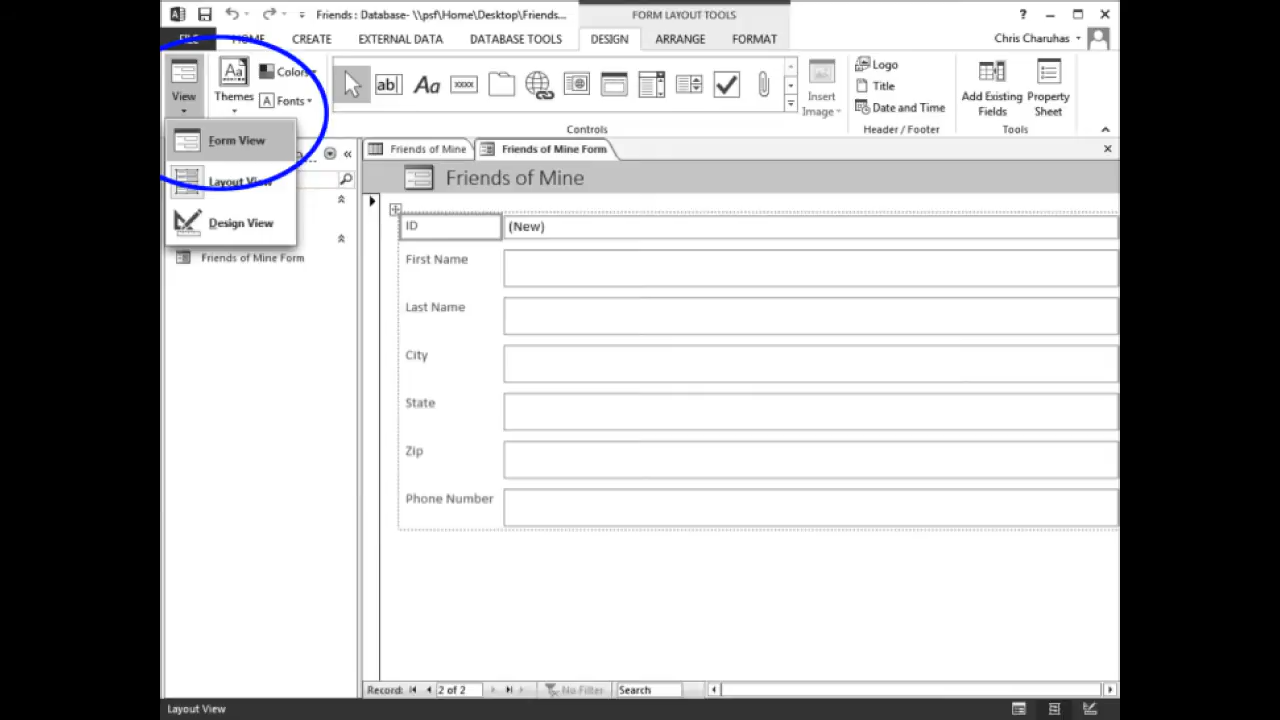 Friends : Database- \\psf\Home\Desktop\Friends...
FORM LAYOUT TOOLS
?
FILE
HOME
CREATE
EXTERNAL DATA
DATABASE TOOLS
DESIGN
ARRANGE
FORMAT
Chris Charuhas
View
Themes
Aa
Colors
A Fonts
ab|
Aa
XXXX
Insert
Image
Logo
Title
Date and Time
Add Existing
Fields
Property
Sheet
Controls
Header / Footer
Tools
Form View
Layout View
Design View
Friends of Mine Form
Friends of Mine
Friends of Mine Form
Friends of Mine
ID
(New)
First Name
Last Name
City
State
Zip
Phone Number
Record:
2 of 2
No Filter
Search
Layout View